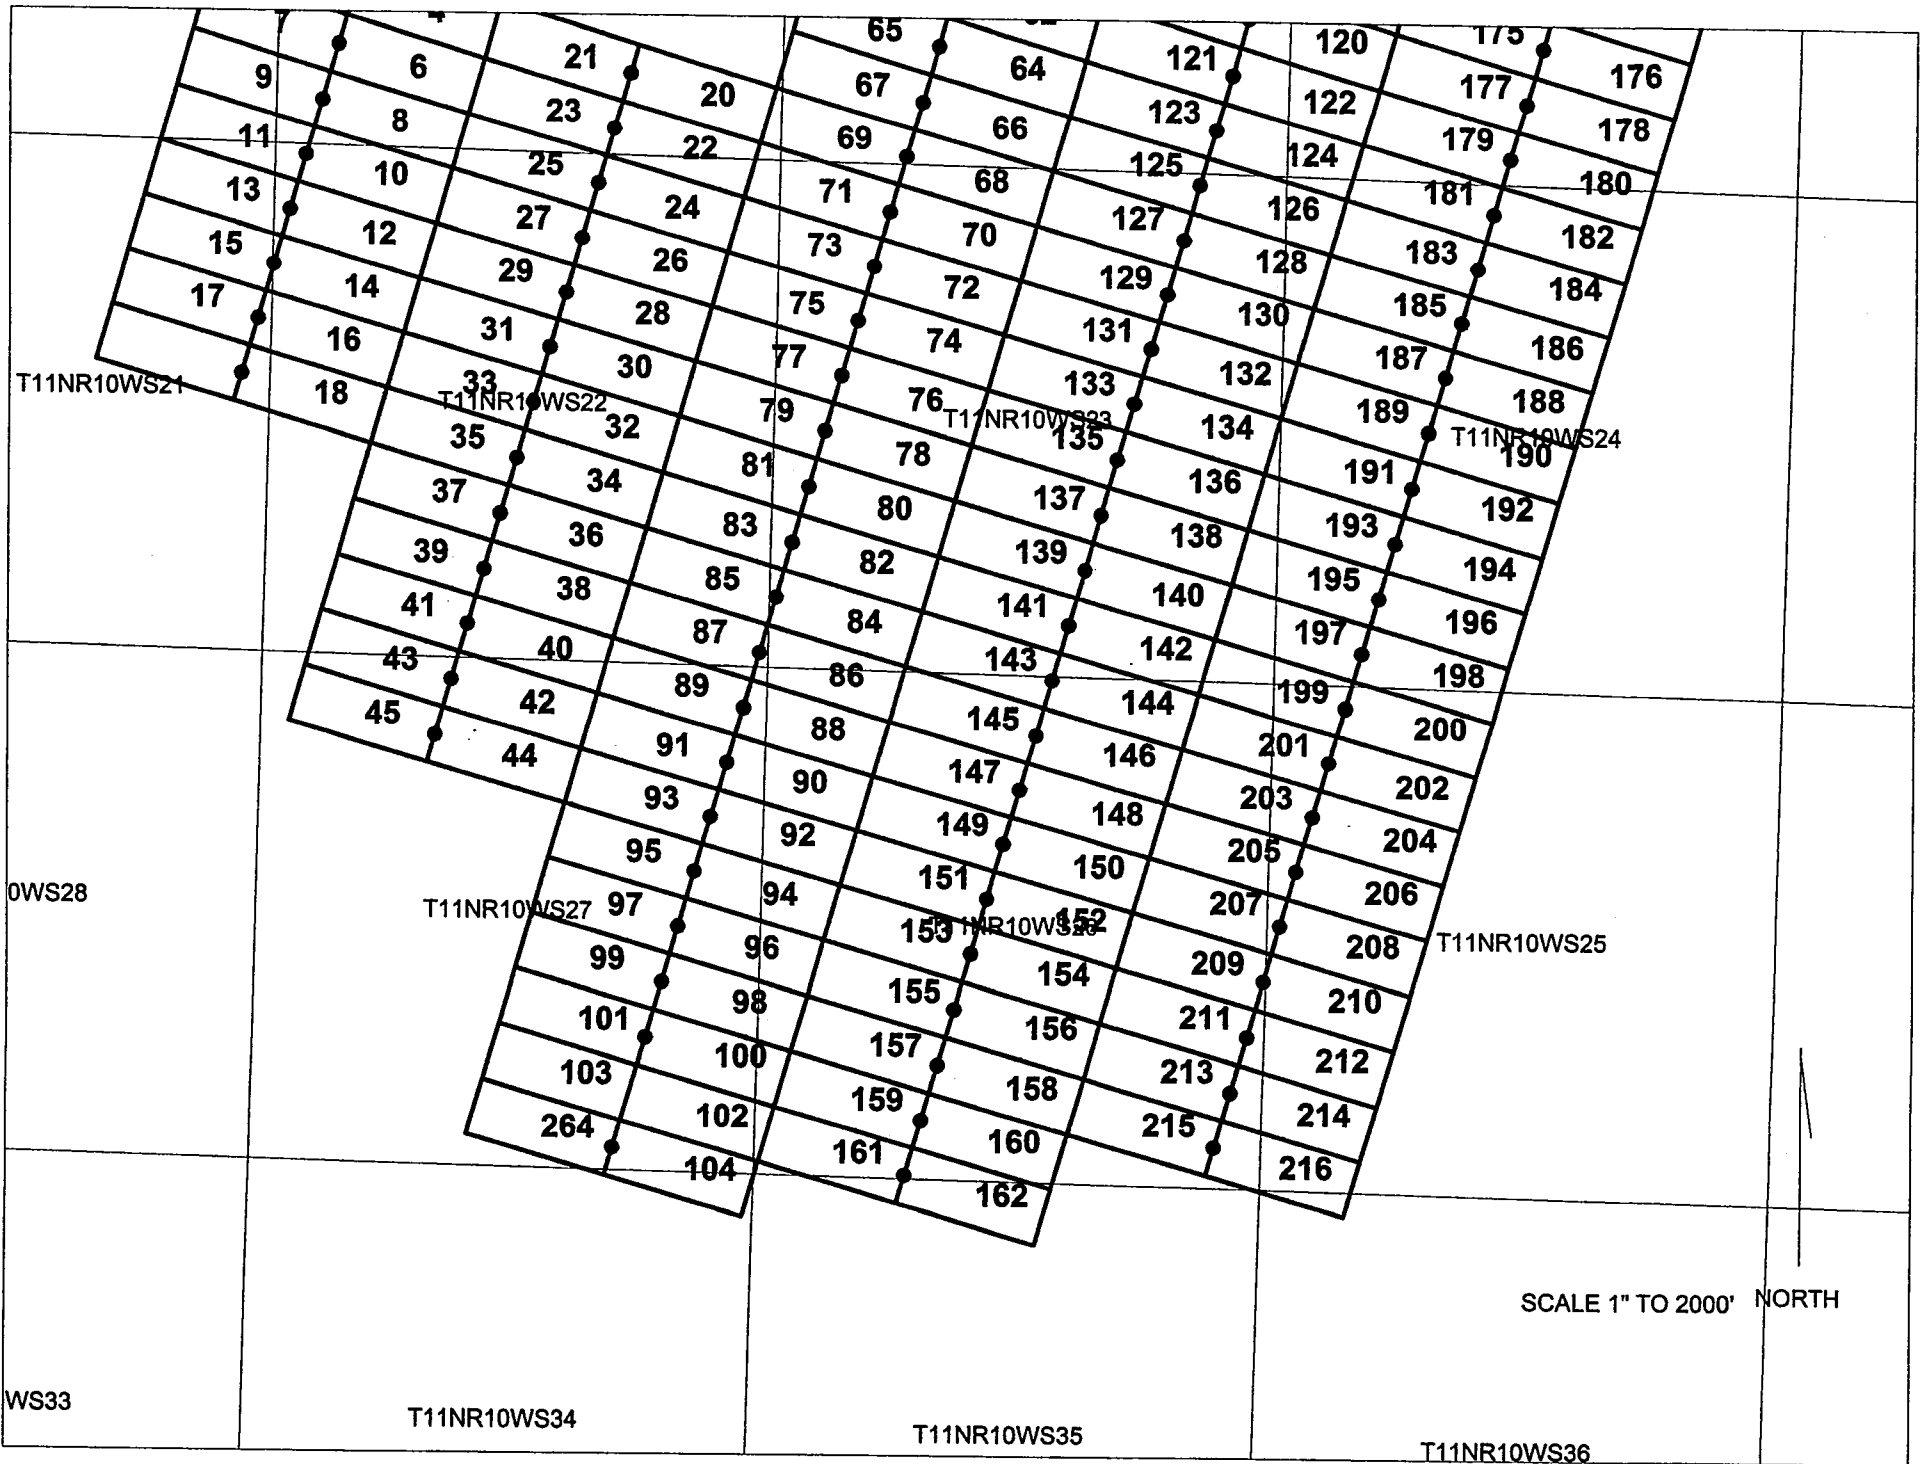 7 4 65 62 120 175
21 64 121 176
9 6 20 67 122 177
23 66 123 178
11 8 22 69 124 179
25 68 125 180
13 10 24 71 126 181
27 70 127 182
15 12 26 73 128 183
29 72 129 184
17 14 28 75 130 185
31 74 131 186
16 30 77 132 187
T11NR10WS21 33 76 133 188
18 T11NR10WS22 32 79 T11NR10WS23 134 189
35 78 135 T11NR10WS24 190
34 81 136 191
37 80 137 192
36 83 138 193
39 82 139 194
38 85 140 195
41 84 141 196
40 87 142 197
43 86 143 198
42 89 144 199
45 88 145 200
44 91 146 201
90 147 202
93 148 203
92 149 204
95 150 205
0WS28 94 151 206
T11NR10WS27 97 152 207
96 153 208 T11NR10WS25
99 154 209
98 155 210
101 156 211
100 157 212
103 158 213
102 159 214
264 160 215
104 161 216
162
SCALE 1" TO 2000' NORTH
WS33
T11NR10WS34
T11NR10WS35
T11NR10WS36